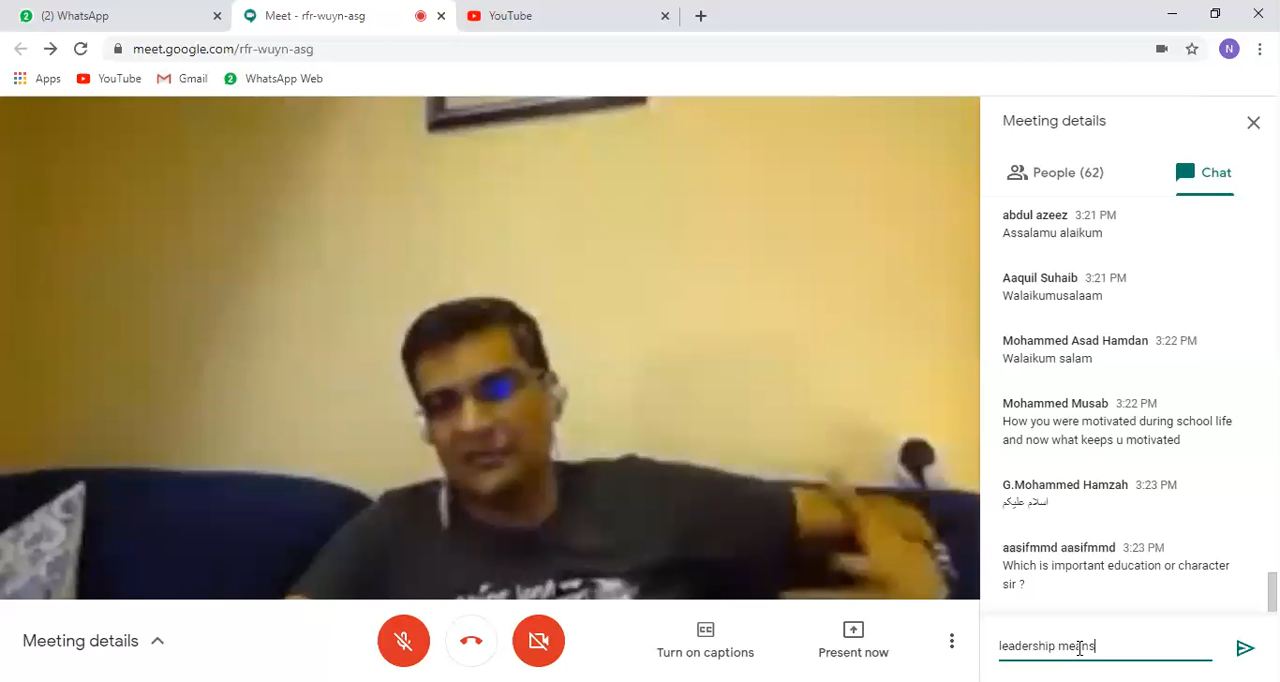 (2) WhatsApp
Meet - rfr-wuyn-asg
YouTube
meet.google.com/rfr-wuyn-asg
N
Apps
YouTube
Gmail
2 WhatsApp Web
Meeting details
People (62)
Chat
abdul azeez 3:21 PM
Assalamu alaikum
Aaquil Suhaib 3:21 PM
Walaikumusalaam
Mohammed Asad Hamdan 3:22 PM
Walaikum salam
Mohammed Musab 3:22 PM
How you were motivated during school life
and now what keeps u motivated
G.Mohammed Hamzah 3:23 PM
اسلام علیکم
aasifmmd aasifmmd 3:23 PM
Which is important education or character
sir ?
leadership means
Meeting details
Turn on captions
Present now